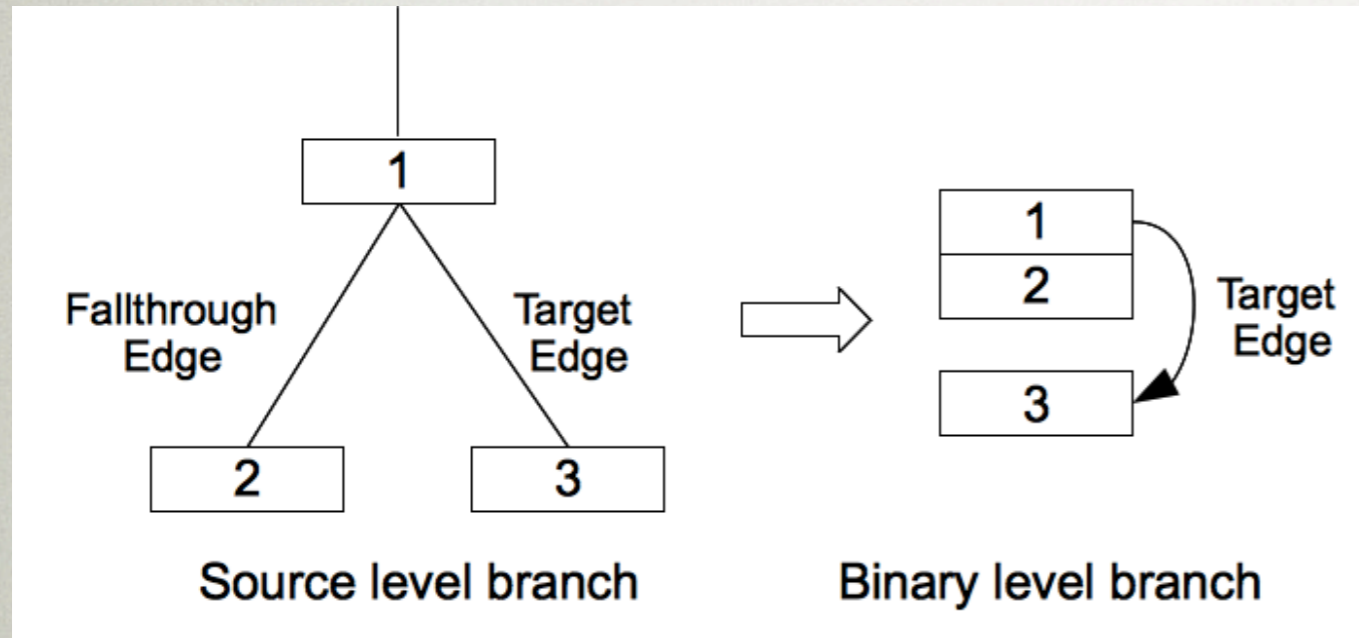 1
Fallthrough
Edge
Target
Edge
2
3
Source level branch
1
2
3
Target
Edge
Binary level branch